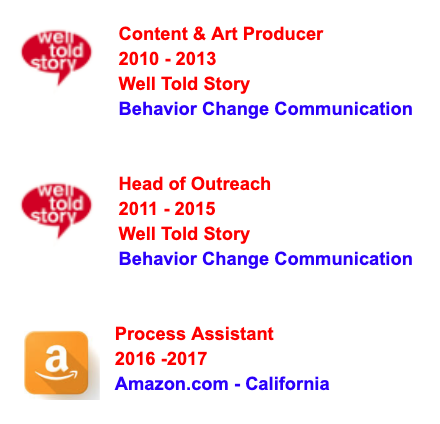 well
told
story
Content & Art Producer
2010 - 2013
Well Told Story
Behavior Change Communication
well
told
story
Head of Outreach
2011 - 2015
Well Told Story
Behavior Change Communication
a
Process Assistant
2016 -2017
Amazon.com - California